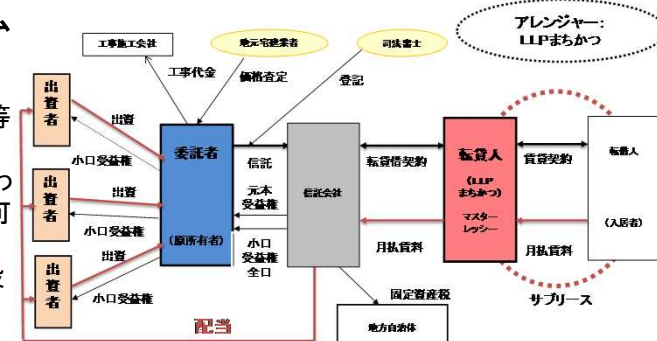 ム
等
わ
可
アレンジャー:
LLPまちかつ
工事施工会社
地元宅建業者
司法書士
工事代金
価格査定
登記
出資者
出資
小口受益権
出資者
出資
小口受益権
出資者
出資
小口受益権
委託者
(原所有者)
信託
元本
受益権
小口
受益権
全口
信託会社
転貸借契約
月払賃料
転貸人
(LLP
まちかつ)
マスター
レッシー
賃貸契約
月払賃料
転借人
(入居者)
サブリース
固定資産税
地方自治体
配当